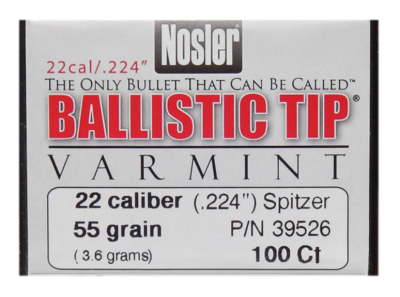 Nosler®
22cal/.224"
THE ONLY BULLET THAT CAN BE CALLED™
BALLISTIC TIP®
VARMINT
22 caliber (.224") Spitzer
55 grain P/N 39526
(3.6 grams) 100 Ct